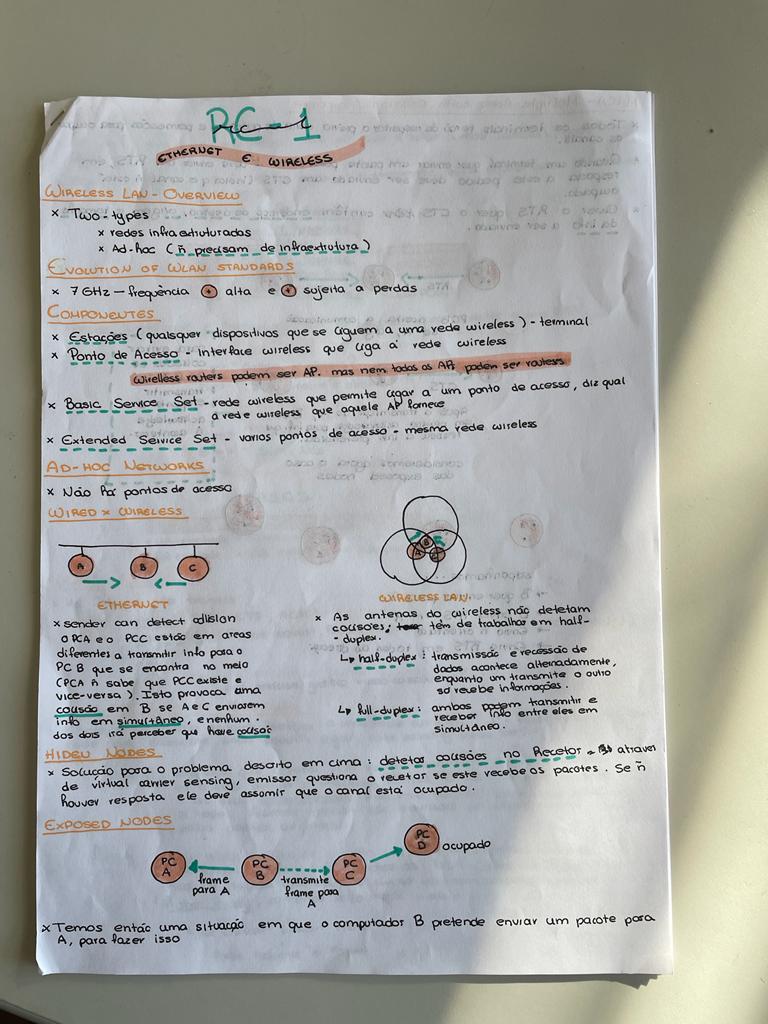 RC-1
ETHERNET E WIRELESS
WIRELESS LAN - OVERVIEW
× Two-types
× redes infraestruturadas
× Ad-hoc (ñ precisam de infraextrutura)
EVOLUTION OF WLAN STANDARDS
× 7 GHz - frequência + alta e + sujeita a perdas
COMPONENTES
× Estações (qualsquer dispositivos que se liguem a uma rede wireless) - terminal
× Ponto de Acesso - interface wireless que liga à rede wireless
Wirelless routers podem ser AP. mas nem todos os AP, podem ser routers
× Basic Service Set - rede wireless que permite ligar a um ponto de acesso, diz qual
a rede wireless que aquele AP fornece
× Extended Service Set - varios pontos de acesso - mesma rede wireless
AD-HOC NETWORKS
× Não há pontos de acesso
WIRED × WIRELESS
A B C
ETHERNET
× sender can detect collision
o PCA e o PCC estão em areas
diferentes a transmitir info para o
PC B que se encontra no meio
(PCA ñ sabe que PCC existe e
vice-versa). Isto provoca uma
colisão em B se A e C enviarem
info em simultâneo, e nenhum
dos dois irá perceber que houve colisão
A B C
WIRELESS LAN
× As antenas do wireless não detetam
colisões; têm de trabalhar em half-
-duplex.
↳ half-duplex: transmissão e recessão de
dados acontece alternadamente,
enquanto um transmite o outro
só recebe informações.
↳ full-duplex: ambos podem transmitir e
receber info entre eles em
simultâneo.
HIDEN NODES
× Solução para o problema descrito em cima: detetar colisões no Recetor - através
de virtual carrier sensing, emissor questiona o recetor se este recebe os pacotes. Se ñ
houver resposta ele deve assumir que o canal está ocupado.
EXPOSED NODES
PC A
frame para A
PC B
transmite frame para A
PC C
PC D
ocupado
× Temos então uma situação em que o computador B pretende enviar um pacote para
A, para fazer isso